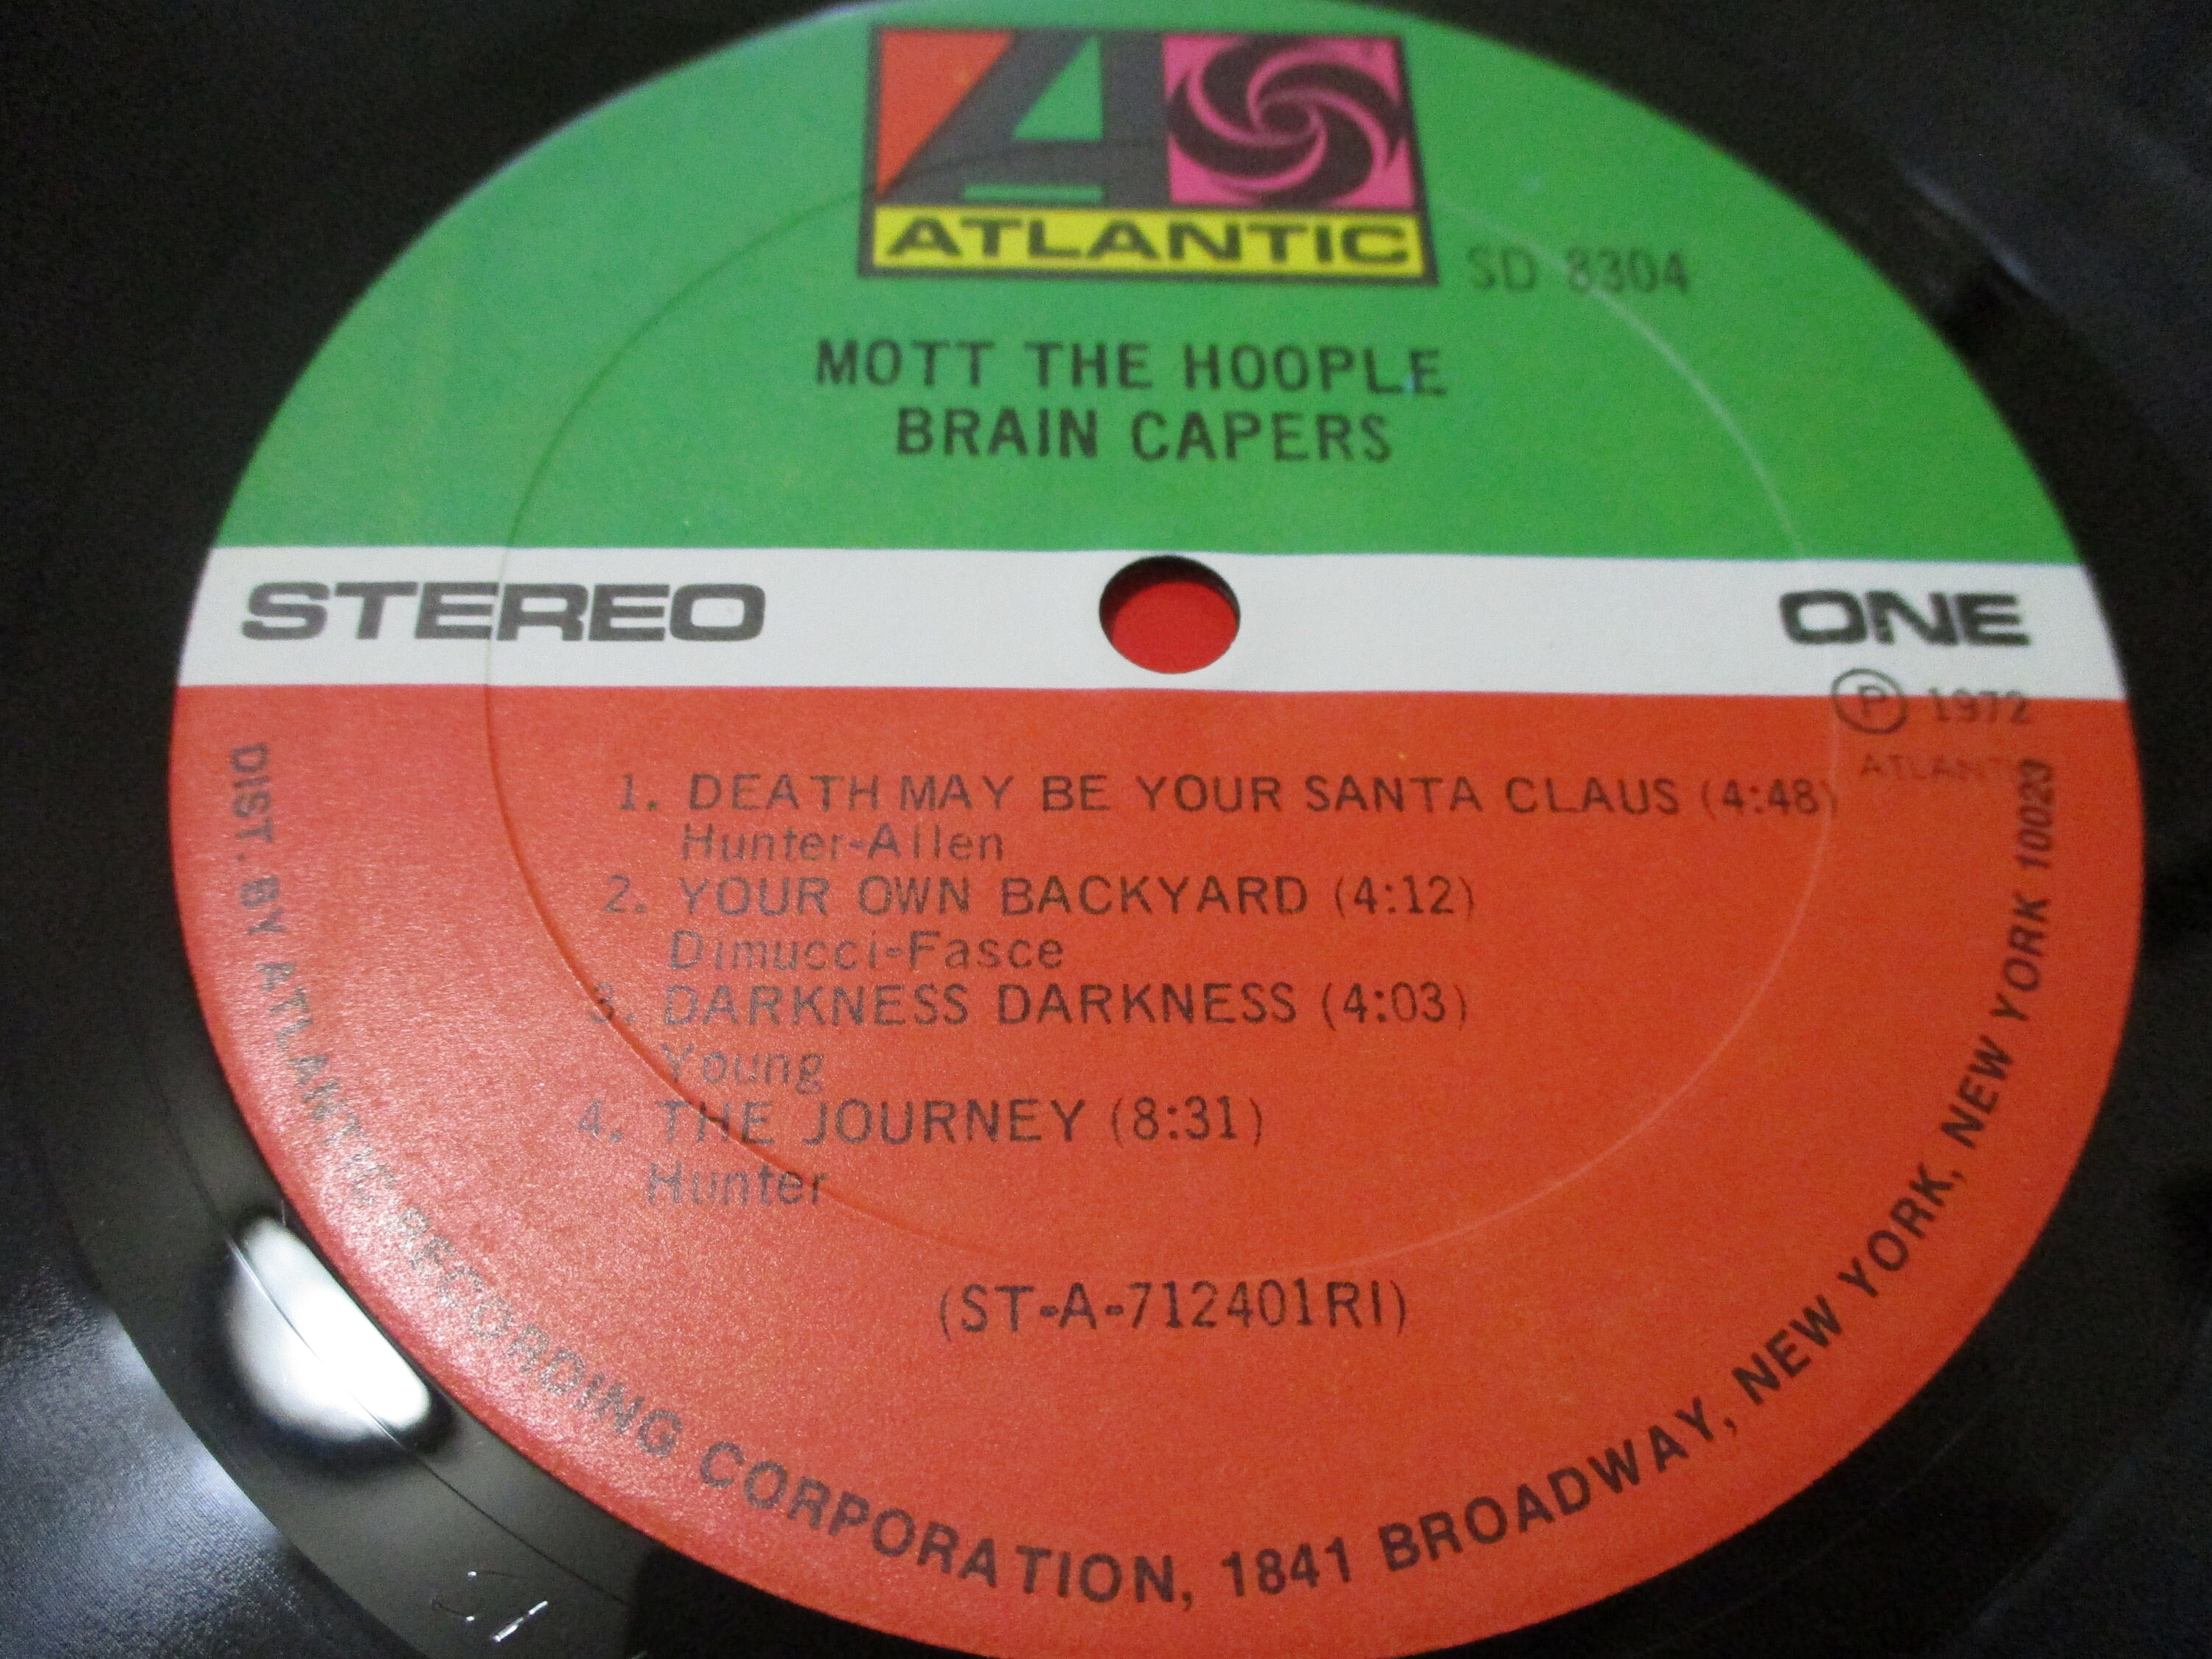 A
ATLANTIC
SD 8304
MOTT THE HOOPLE
BRAIN CAPERS
STEREO
ONE
Ⓟ 1972
ATLANTIC
1. DEATH MAY BE YOUR SANTA CLAUS (4:48)
Hunter-Allen
2. YOUR OWN BACKYARD (4:12)
Dimucci-Fasce
3. DARKNESS DARKNESS (4:03)
Young
4. THE JOURNEY (8:31)
Hunter
(ST-A-712401RI)
DIST. BY ATLANTIC RECORDING CORPORATION, 1841 BROADWAY, NEW YORK, NEW YORK 10023